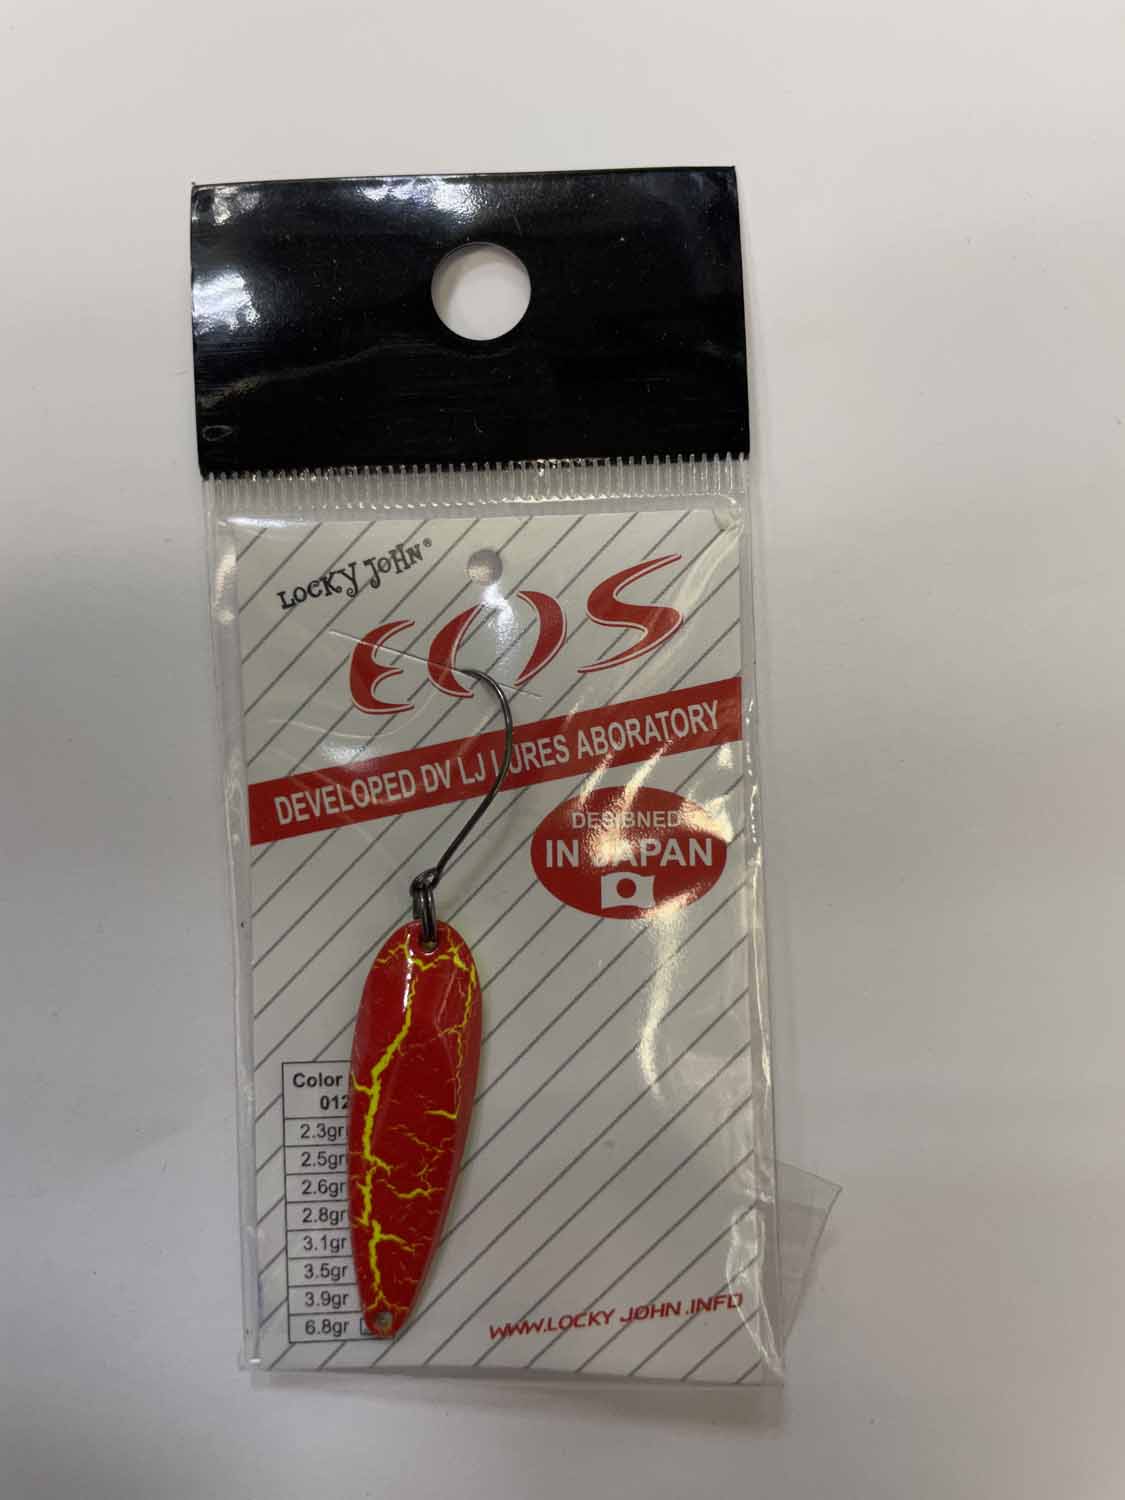 LOCKY JOHN®
EOS
DEVELOPED DV LJ LURES ABORATORY
DESIBNED
IN JAPAN
Color
012
2.3gr
2.5gr
2.6gr
2.8gr
3.1gr
3.5gr
3.9gr
6.8gr
WWW.LOCKY JOHN.INFO